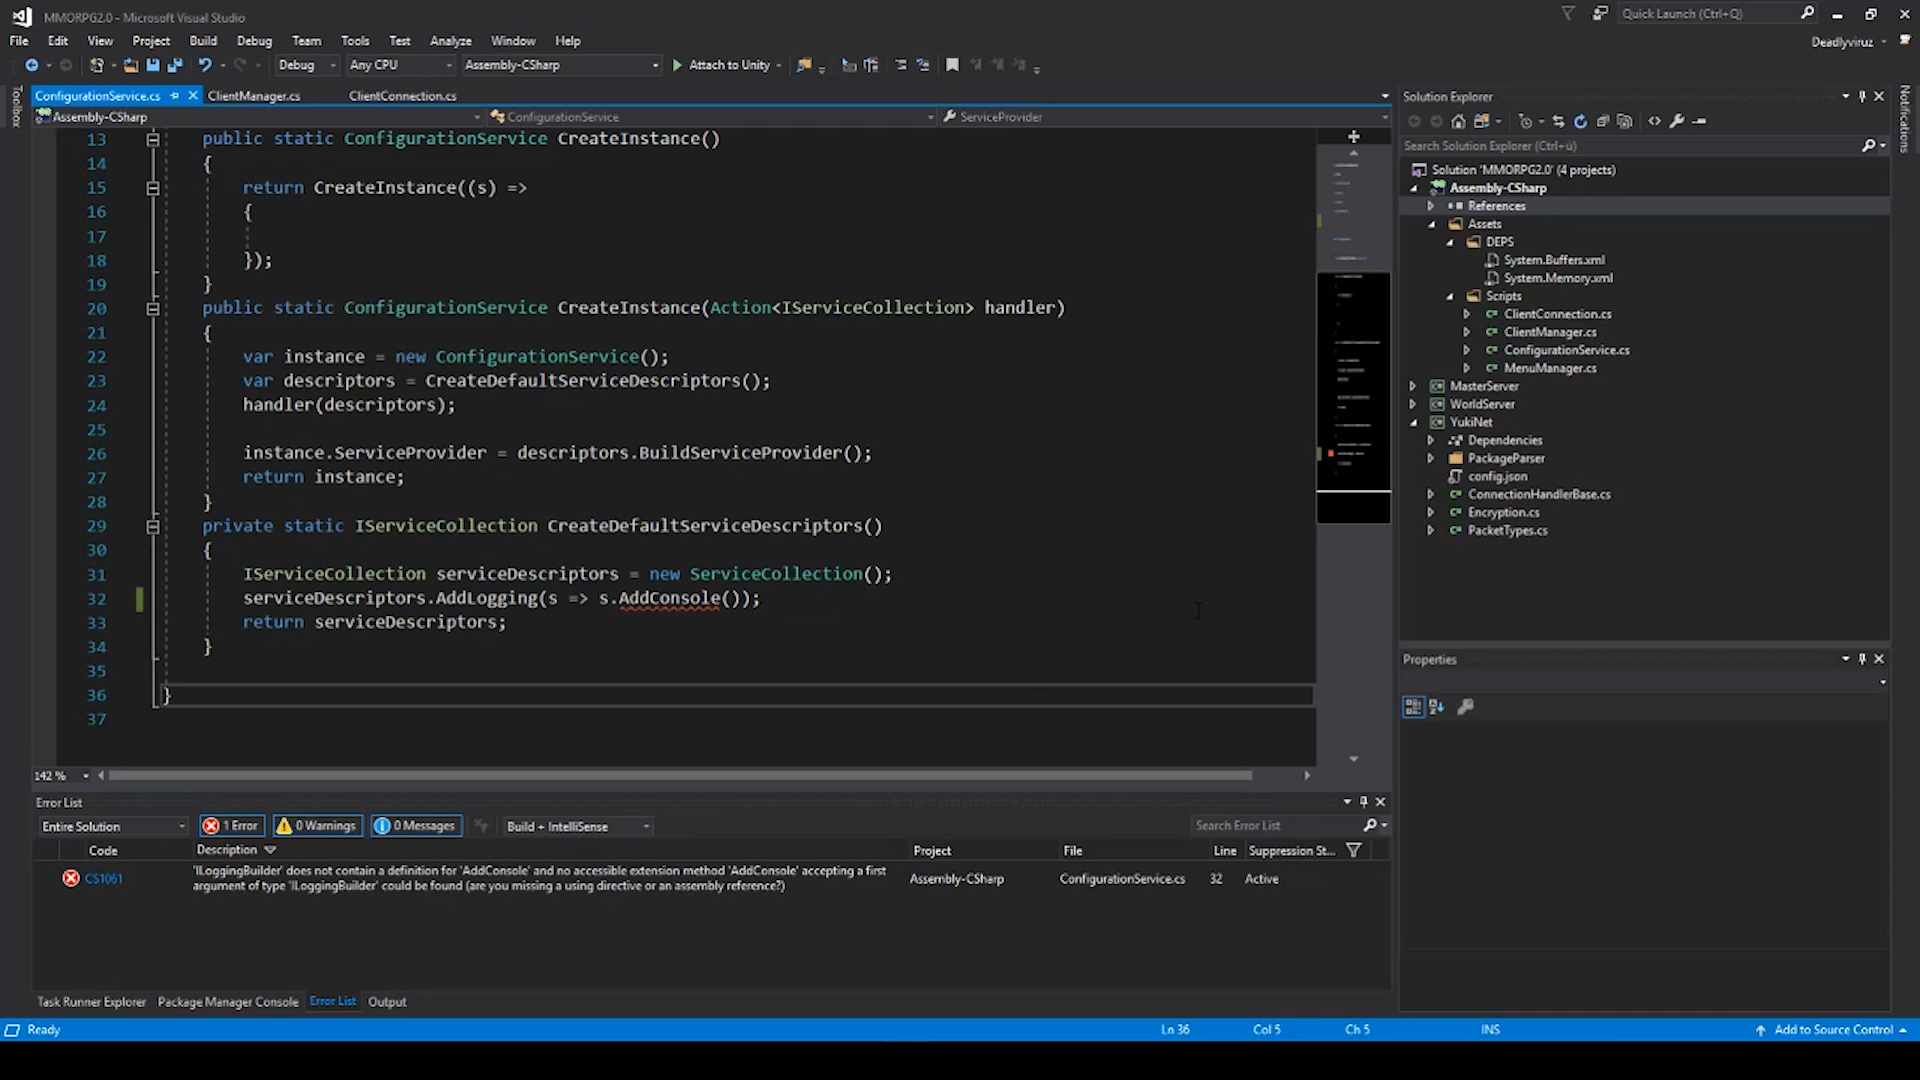 MMORPG2.0 - Microsoft Visual Studio
Quick Launch (Ctrl+Q)
File Edit View Project Build Debug Team Tools Test Analyze Window Help
Deadlyviruz
Debug Any CPU Assembly-CSharp Attach to Unity
Toolbox
ConfigurationService.cs ClientManager.cs ClientConnection.cs
Assembly-CSharp ConfigurationService ServiceProvider
13 public static ConfigurationService CreateInstance()
14 {
15 return CreateInstance((s) =>
16 {
17
18 });
19 }
20 public static ConfigurationService CreateInstance(Action<IServiceCollection> handler)
21 {
22 var instance = new ConfigurationService();
23 var descriptors = CreateDefaultServiceDescriptors();
24 handler(descriptors);
25
26 instance.ServiceProvider = descriptors.BuildServiceProvider();
27 return instance;
28 }
29 private static IServiceCollection CreateDefaultServiceDescriptors()
30 {
31 IServiceCollection serviceDescriptors = new ServiceCollection();
32 serviceDescriptors.AddLogging(s => s.AddConsole());
33 return serviceDescriptors;
34 }
35
36 }
37
142 %
Solution Explorer
Notifications
Search Solution Explorer (Ctrl+ü)
Solution 'MMORPG2.0' (4 projects)
Assembly-CSharp
References
Assets
DEPS
System.Buffers.xml
System.Memory.xml
Scripts
ClientConnection.cs
ClientManager.cs
ConfigurationService.cs
MenuManager.cs
MasterServer
WorldServer
YukiNet
Dependencies
PackageParser
config.json
ConnectionHandlerBase.cs
Encryption.cs
PacketTypes.cs
Properties
Error List
Entire Solution 1 Error 0 Warnings 0 Messages Build + IntelliSense Search Error List
Code Description Project File Line Suppression St...
CS1061 'ILoggingBuilder' does not contain a definition for 'AddConsole' and no accessible extension method 'AddConsole' accepting a first
argument of type 'ILoggingBuilder' could be found (are you missing a using directive or an assembly reference?) Assembly-CSharp ConfigurationService.cs 32 Active
Task Runner Explorer Package Manager Console Error List Output
Ready Ln 36 Col 5 Ch 5 INS Add to Source Control